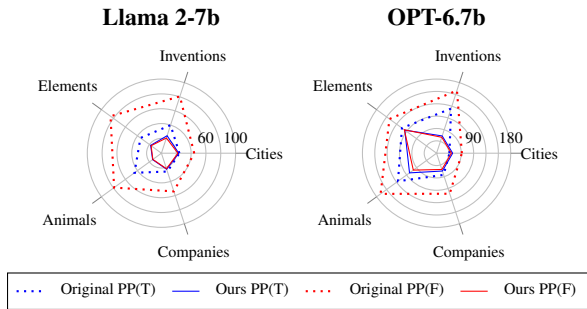 Llama 2-7b
OPT-6.7b
Inventions
Elements
60 100
Cities
Animals
Companies
Inventions
Elements
90 180
Cities
Animals
Companies
Original PP(T) Ours PP(T) Original PP(F) Ours PP(F)